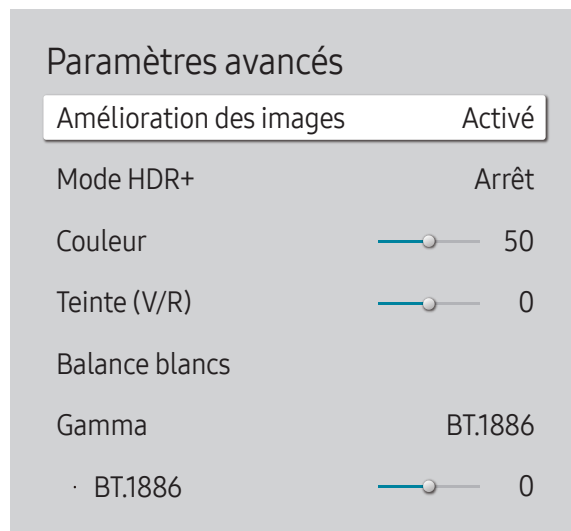 Paramètres avancés
Amélioration des images Activé
Mode HDR+ Arrêt
Couleur 50
Teinte (V/R) 0
Balance blancs
Gamma BT.1886
· BT.1886 0